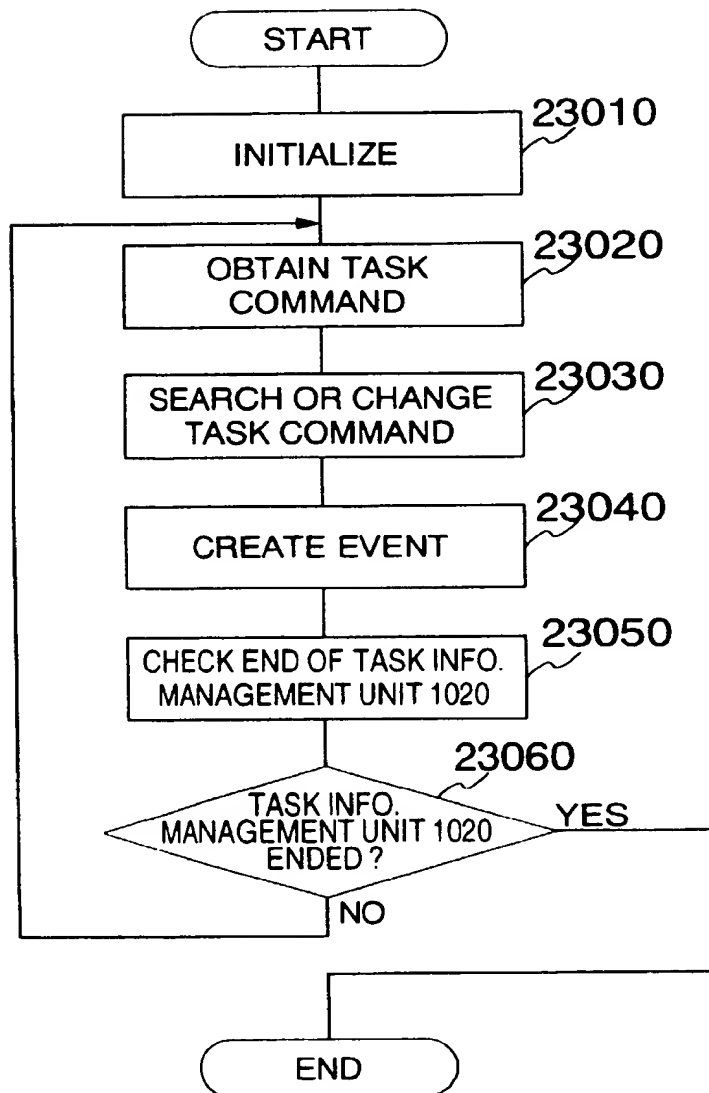 START
23010
INITIALIZE
23020
OBTAIN TASK
COMMAND
23030
SEARCH OR CHANGE
TASK COMMAND
23040
CREATE EVENT
23050
CHECK END OF TASK INFO.
MANAGEMENT UNIT 1020
23060
TASK INFO.
MANAGEMENT UNIT 1020
ENDED ?
YES
NO
END